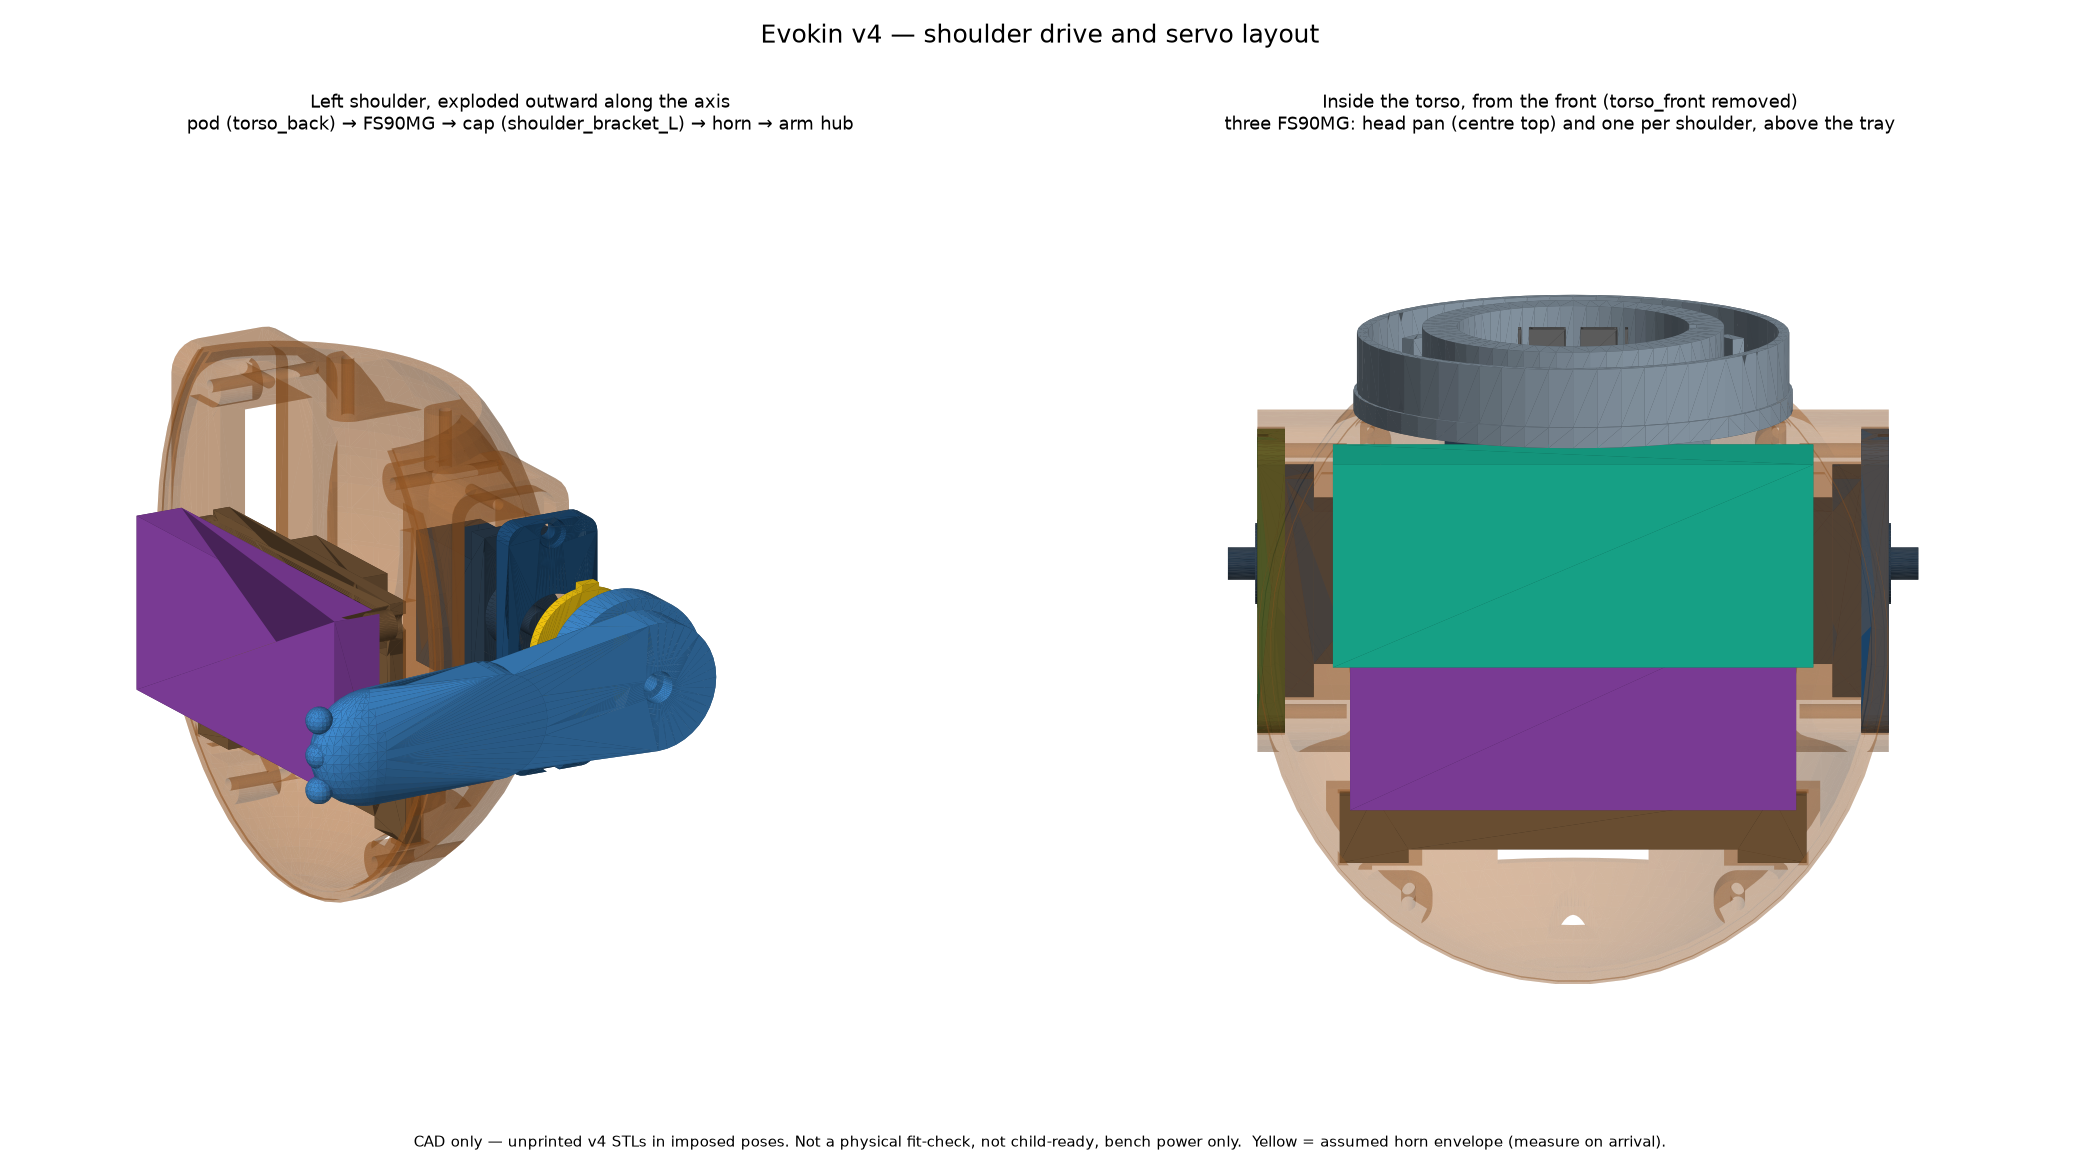 Evokin v4 — shoulder drive and servo layout
Left shoulder, exploded outward along the axis
pod (torso_back) → FS90MG → cap (shoulder_bracket_L) → horn → arm hub
Inside the torso, from the front (torso_front removed)
three FS90MG: head pan (centre top) and one per shoulder, above the tray
CAD only — unprinted v4 STLs in imposed poses. Not a physical fit-check, not child-ready, bench power only.  Yellow = assumed horn envelope (measure on arrival).